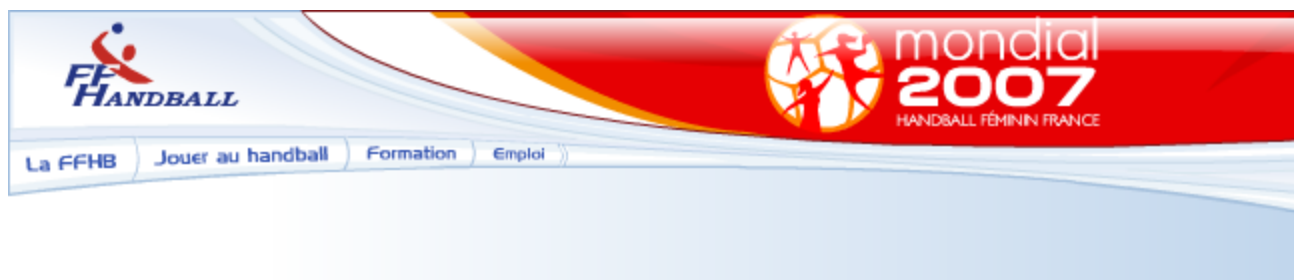 FF
HANDBALL
mondial
2007
HANDBALL FÉMININ FRANCE
La FFHB
Jouer au handball
Formation
Emploi